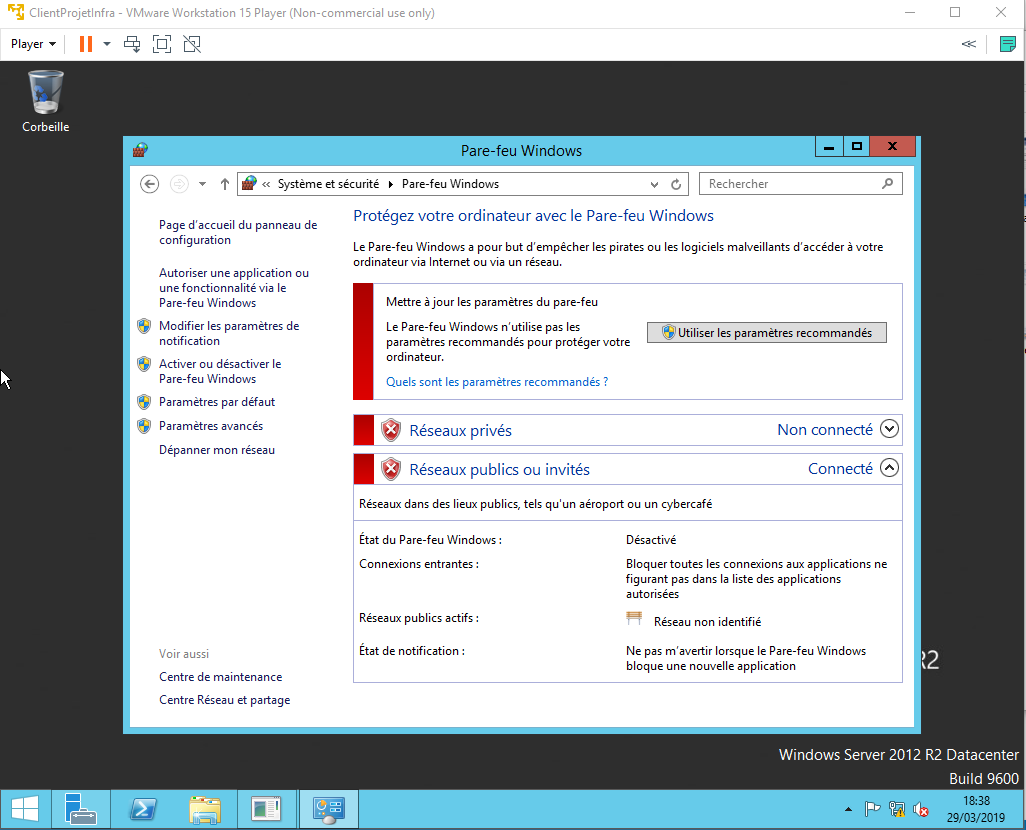 ClientProjetInfra - VMware Workstation 15 Player (Non-commercial use only)
Player
Corbeille
Pare-feu Windows
« Système et sécurité Pare-feu Windows
Rechercher
Page d'accueil du panneau de
configuration
Autoriser une application ou
une fonctionnalité via le
Pare-feu Windows
Modifier les paramètres de
notification
Activer ou désactiver le
Pare-feu Windows
Paramètres par défaut
Paramètres avancés
Dépanner mon réseau
Voir aussi
Centre de maintenance
Centre Réseau et partage
Protégez votre ordinateur avec le Pare-feu Windows
Le Pare-feu Windows a pour but d'empêcher les pirates ou les logiciels malveillants d'accéder à votre
ordinateur via Internet ou via un réseau.
Mettre à jour les paramètres du pare-feu
Le Pare-feu Windows n'utilise pas les
paramètres recommandés pour protéger votre
ordinateur.
Utiliser les paramètres recommandés
Quels sont les paramètres recommandés ?
Réseaux privés Non connecté
Réseaux publics ou invités Connecté
Réseaux dans des lieux publics, tels qu'un aéroport ou un cybercafé
État du Pare-feu Windows : Désactivé
Connexions entrantes : Bloquer toutes les connexions aux applications ne
figurant pas dans la liste des applications
autorisées
Réseaux publics actifs : Réseau non identifié
État de notification : Ne pas m'avertir lorsque le Pare-feu Windows
bloque une nouvelle application
R2
Windows Server 2012 R2 Datacenter
Build 9600
18:38
29/03/2019